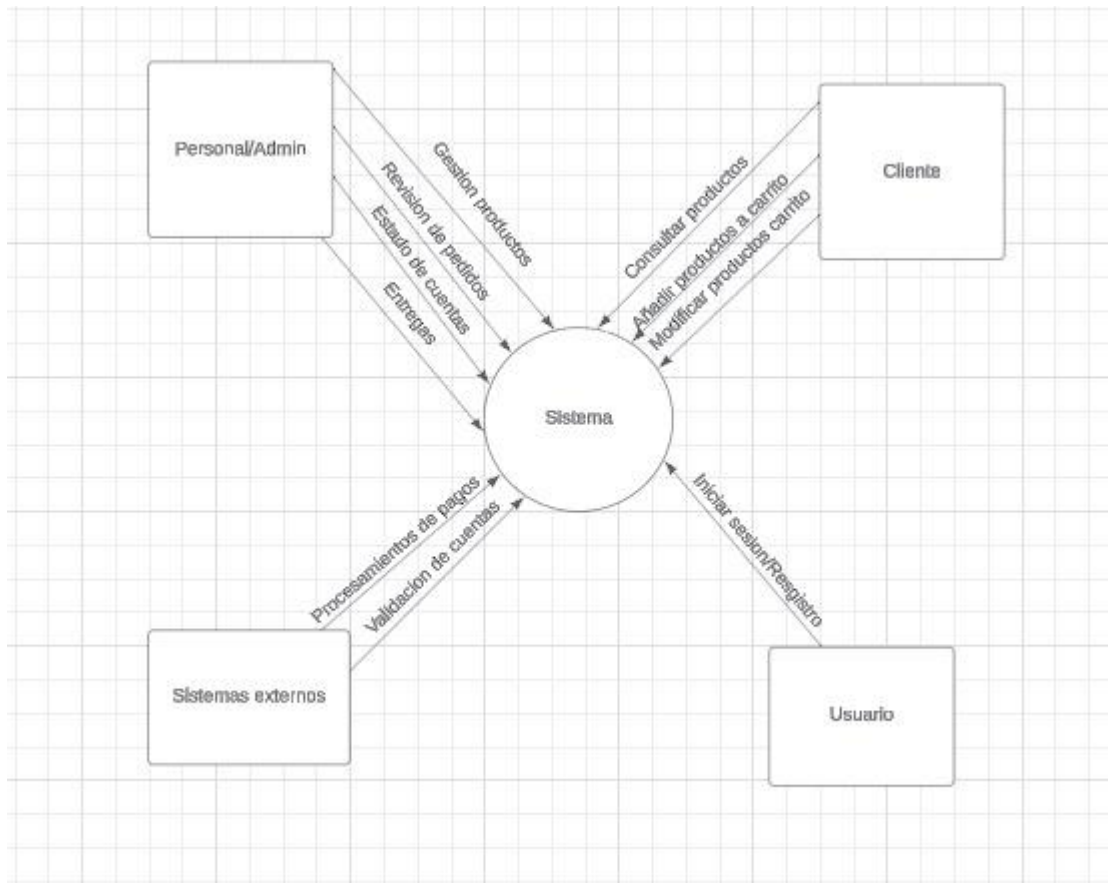 Personal/Admin
Gestion productos
Revision de pedidos
Estado de cuentas
Entregas
Cliente
Consultar productos
Añadir productos a carrito
Modificar productos carrito
Sistema
Procesamientos de pagos
Validacion de cuentas
Sistemas externos
Iniciar sesion/Resgistro
Usuario